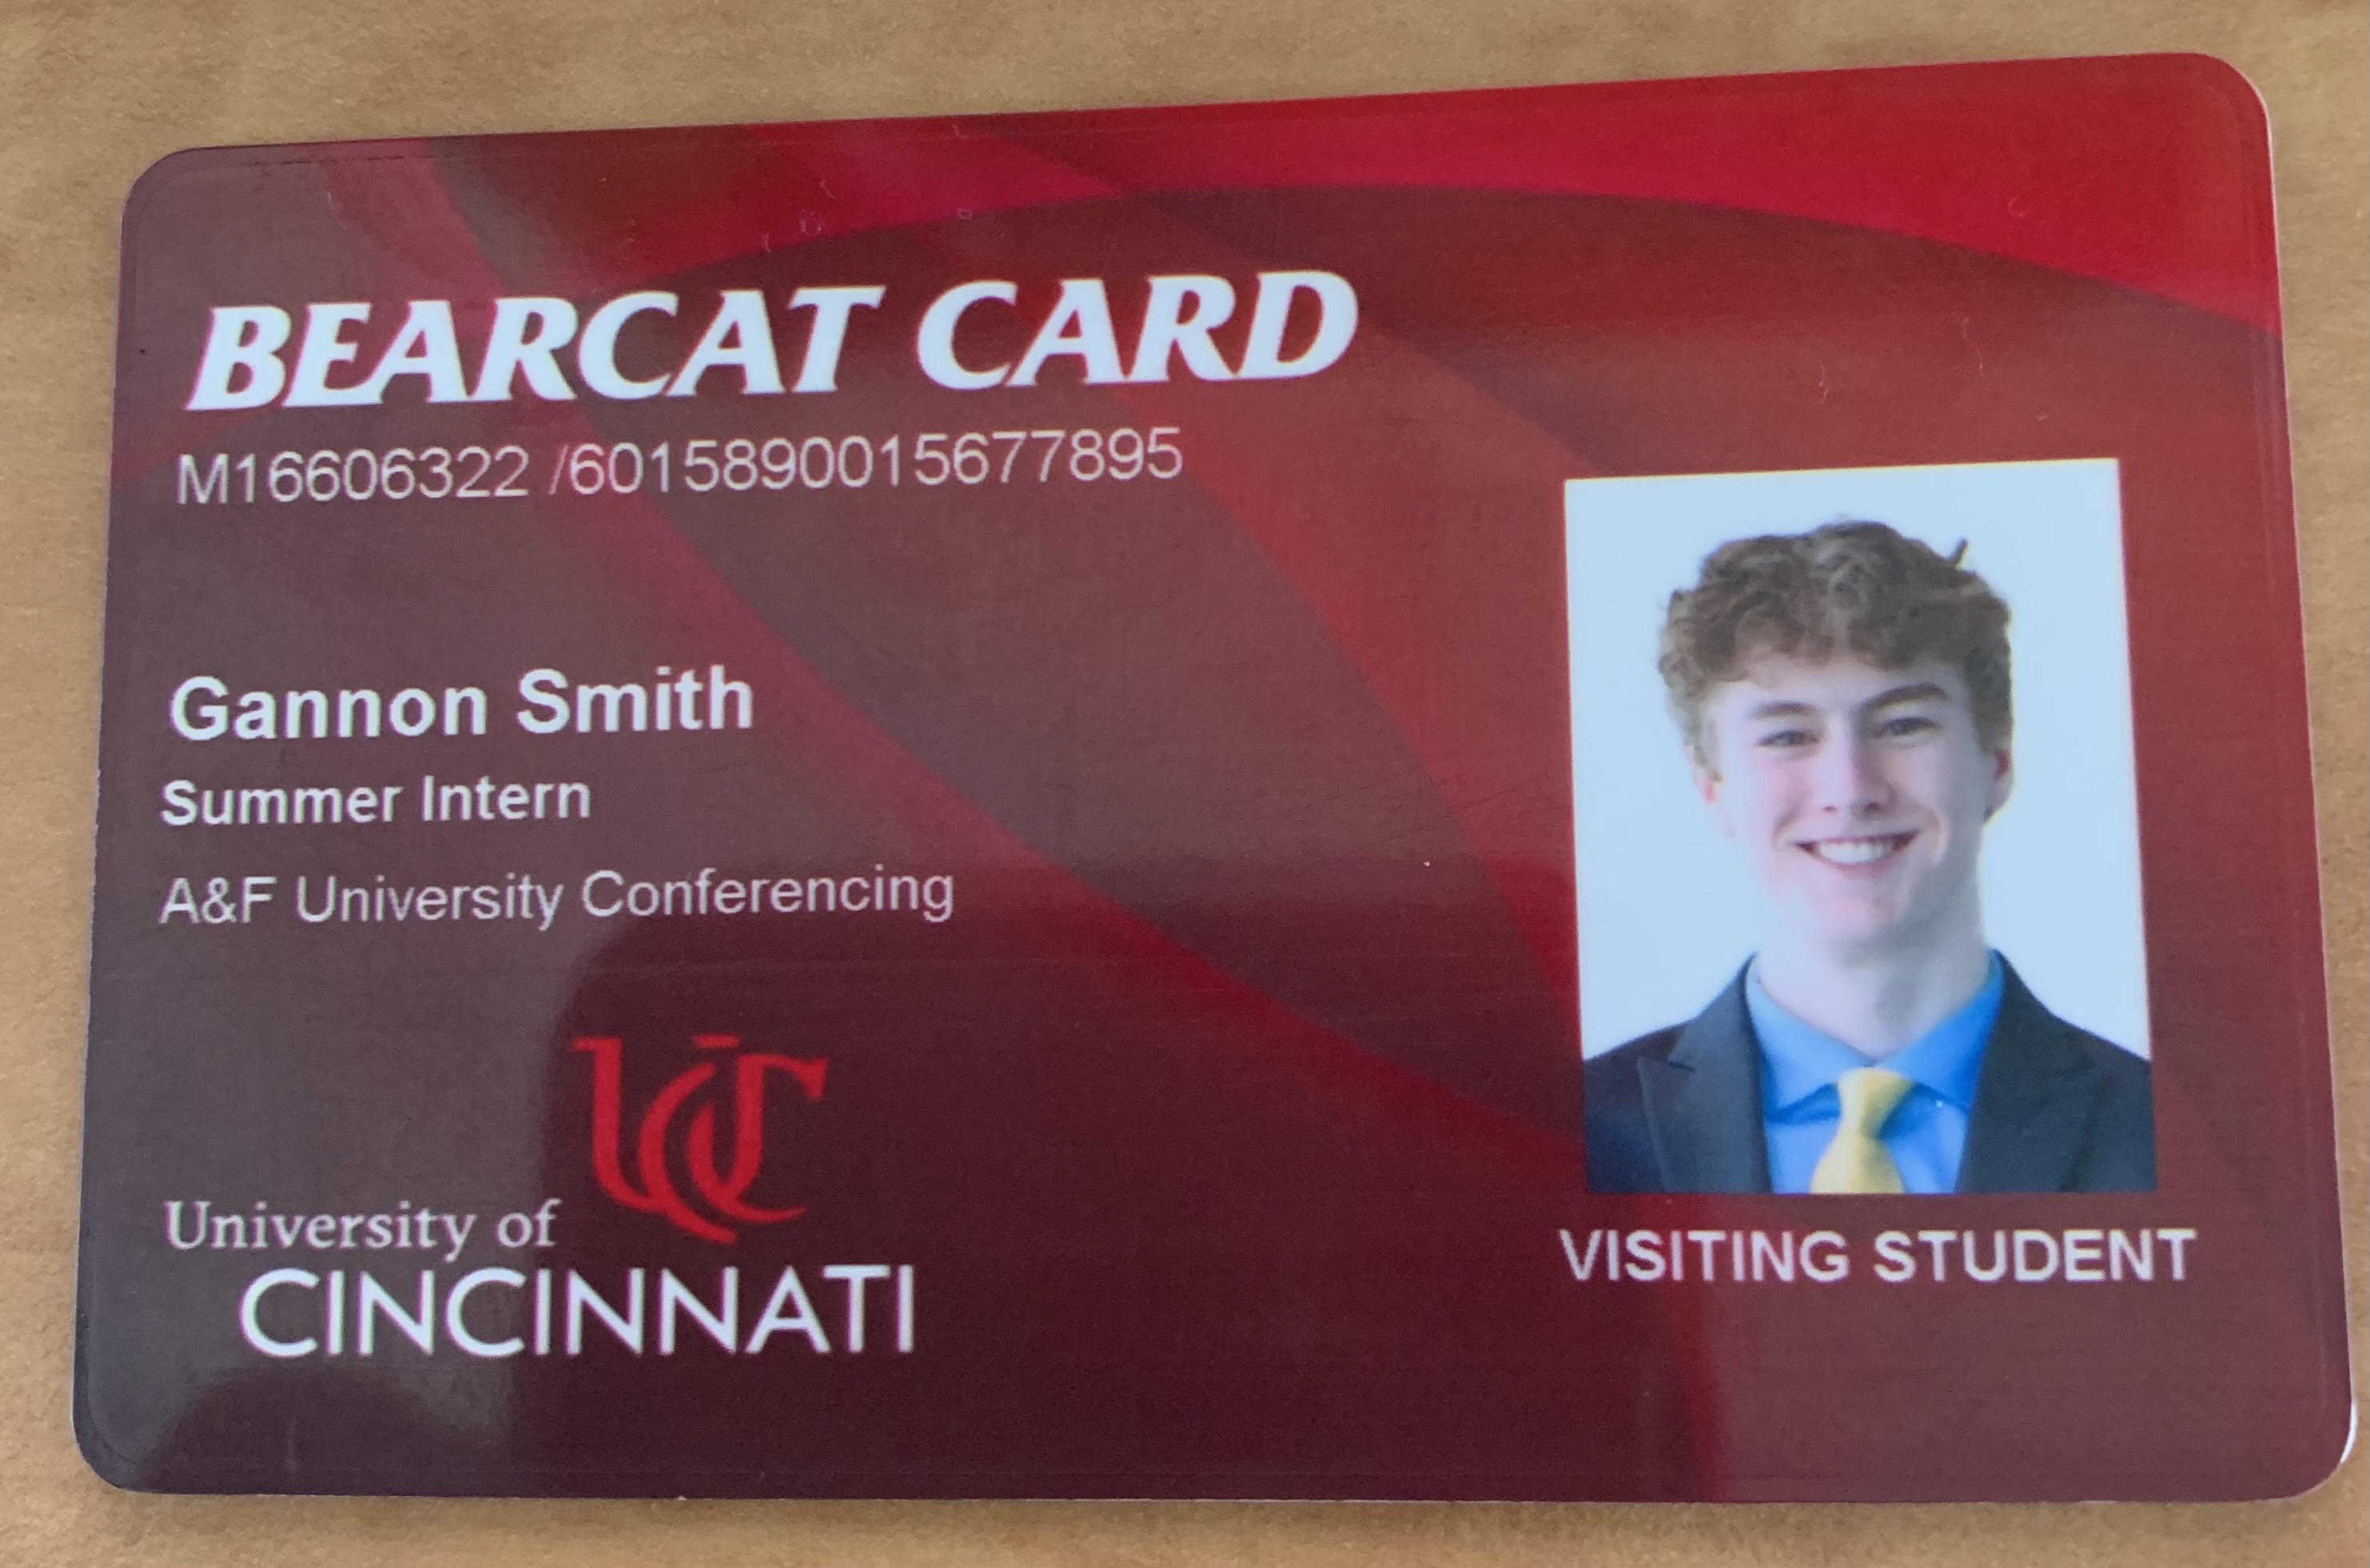 BEARCAT CARD
M16606322 /6015890015677895
Gannon Smith
Summer Intern
A&F University Conferencing
UC
University of
CINCINNATI
VISITING STUDENT